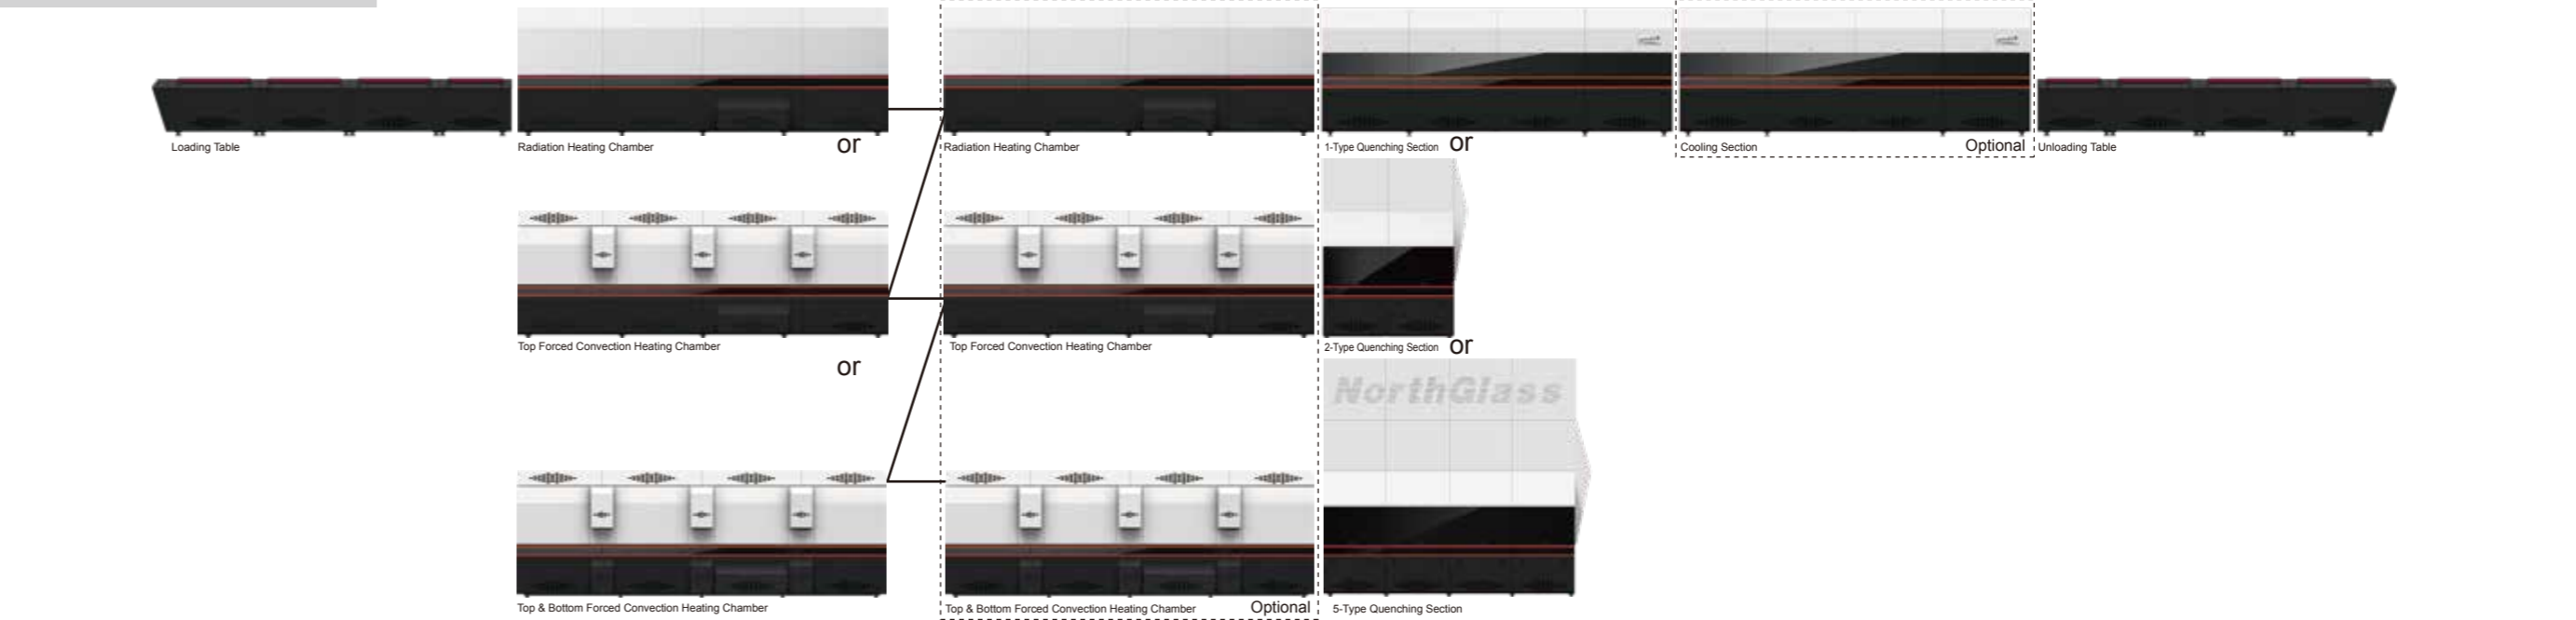 Loading Table
Radiation Heating Chamber
or
Radiation Heating Chamber
1-Type Quenching Section
or
Cooling Section
Optional
Unloading Table
Top Forced Convection Heating Chamber
or
Top Forced Convection Heating Chamber
2-Type Quenching Section
or
NorthGlass
Top & Bottom Forced Convection Heating Chamber
Top & Bottom Forced Convection Heating Chamber
Optional
5-Type Quenching Section